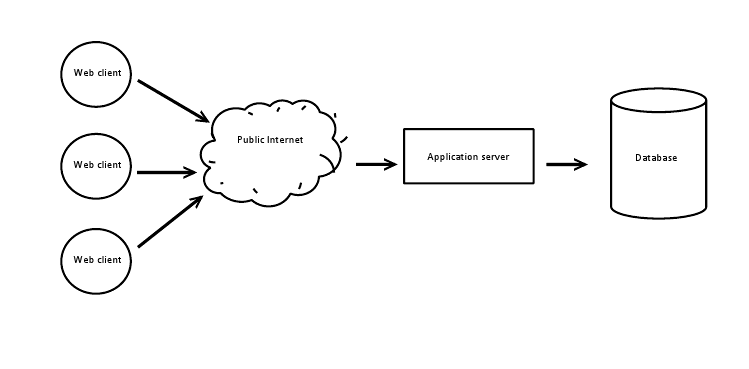 Web client
Web client
Web client
Public Internet
Application server
Database